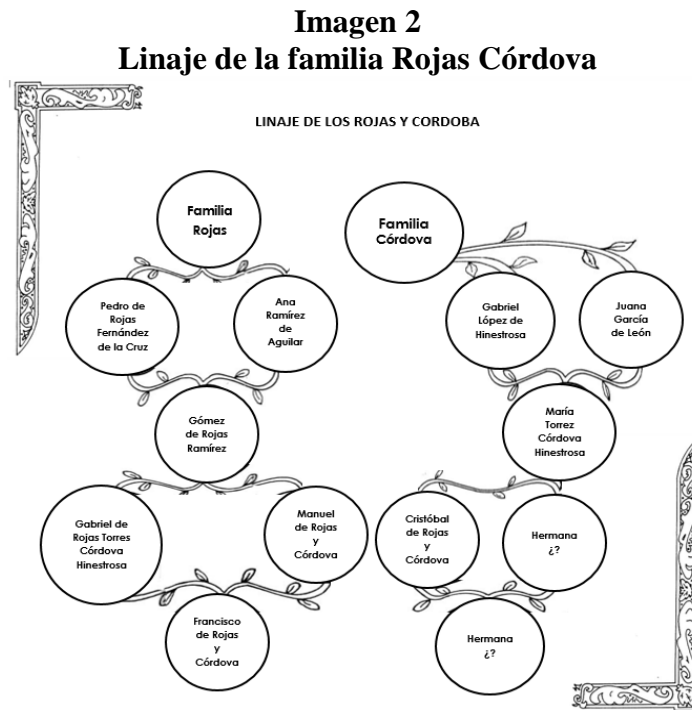 Imagen 2
Linaje de la familia Rojas Córdova
LINAJE DE LOS ROJAS Y CORDOBA
Familia
Rojas
Familia
Córdova
Pedro de
Rojas
Fernández
de la Cruz
Ana
Ramírez
de
Aguilar
Gabriel
López de
Hinestrosa
Juana
García
de León
Gómez
de Rojas
Ramírez
María
Torrez
Córdova
Hinestrosa
Gabriel de
Rojas Torres
Córdova
Hinestrosa
Manuel
de Rojas
y
Córdova
Cristóbal
de Rojas
y
Córdova
Hermana
¿?
Francisco
de Rojas
y
Córdova
Hermana
¿?